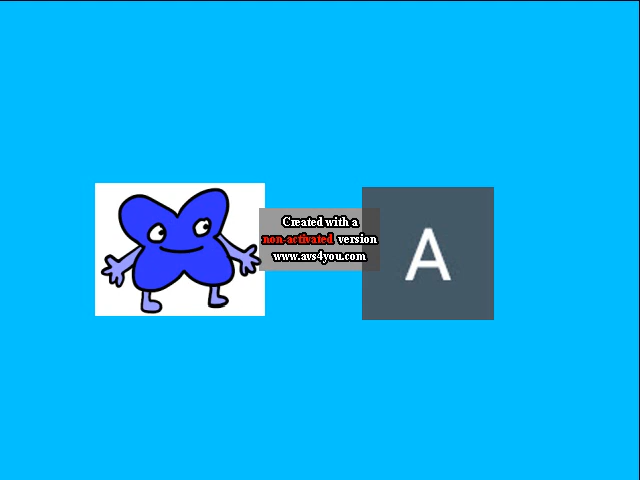 Created with a
non-activated version
www.avs4you.com
A